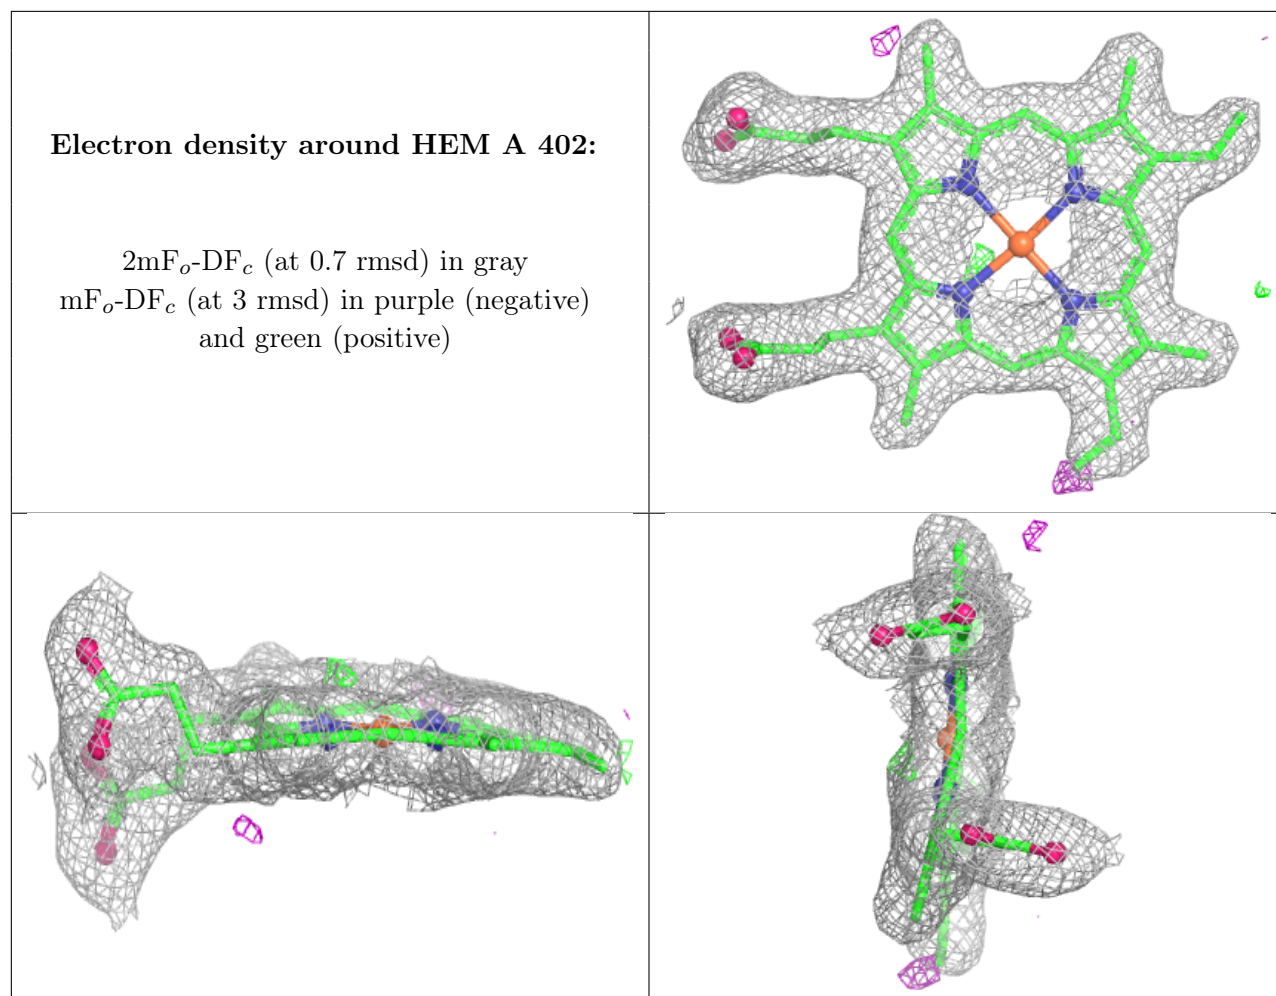 Electron density around HEM A 402:
2mFo-DFc (at 0.7 rmsd) in gray
mFo-DFc (at 3 rmsd) in purple (negative)
and green (positive)